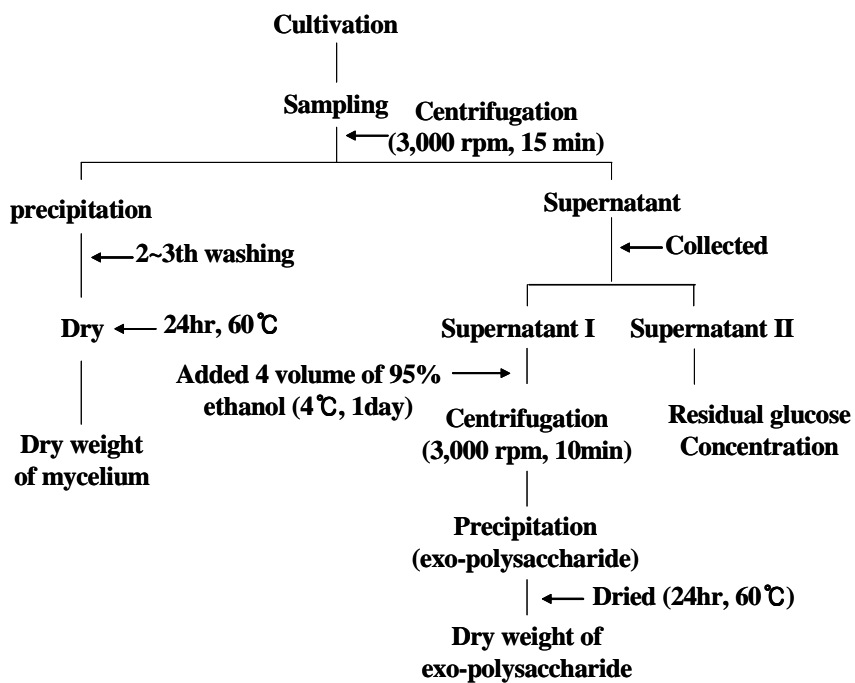 Cultivation
Sampling
Centrifugation
(3,000 rpm, 15 min)
precipitation
Supernatant
2~3th washing
Collected
Dry
24hr, 60℃
Supernatant I
Supernatant II
Added 4 volume of 95%
ethanol (4℃, 1day)
Centrifugation
(3,000 rpm, 10min)
Residual glucose
Concentration
Dry weight
of mycelium
Precipitation
(exo-polysaccharide)
Dried (24hr, 60℃)
Dry weight of
exo-polysaccharide